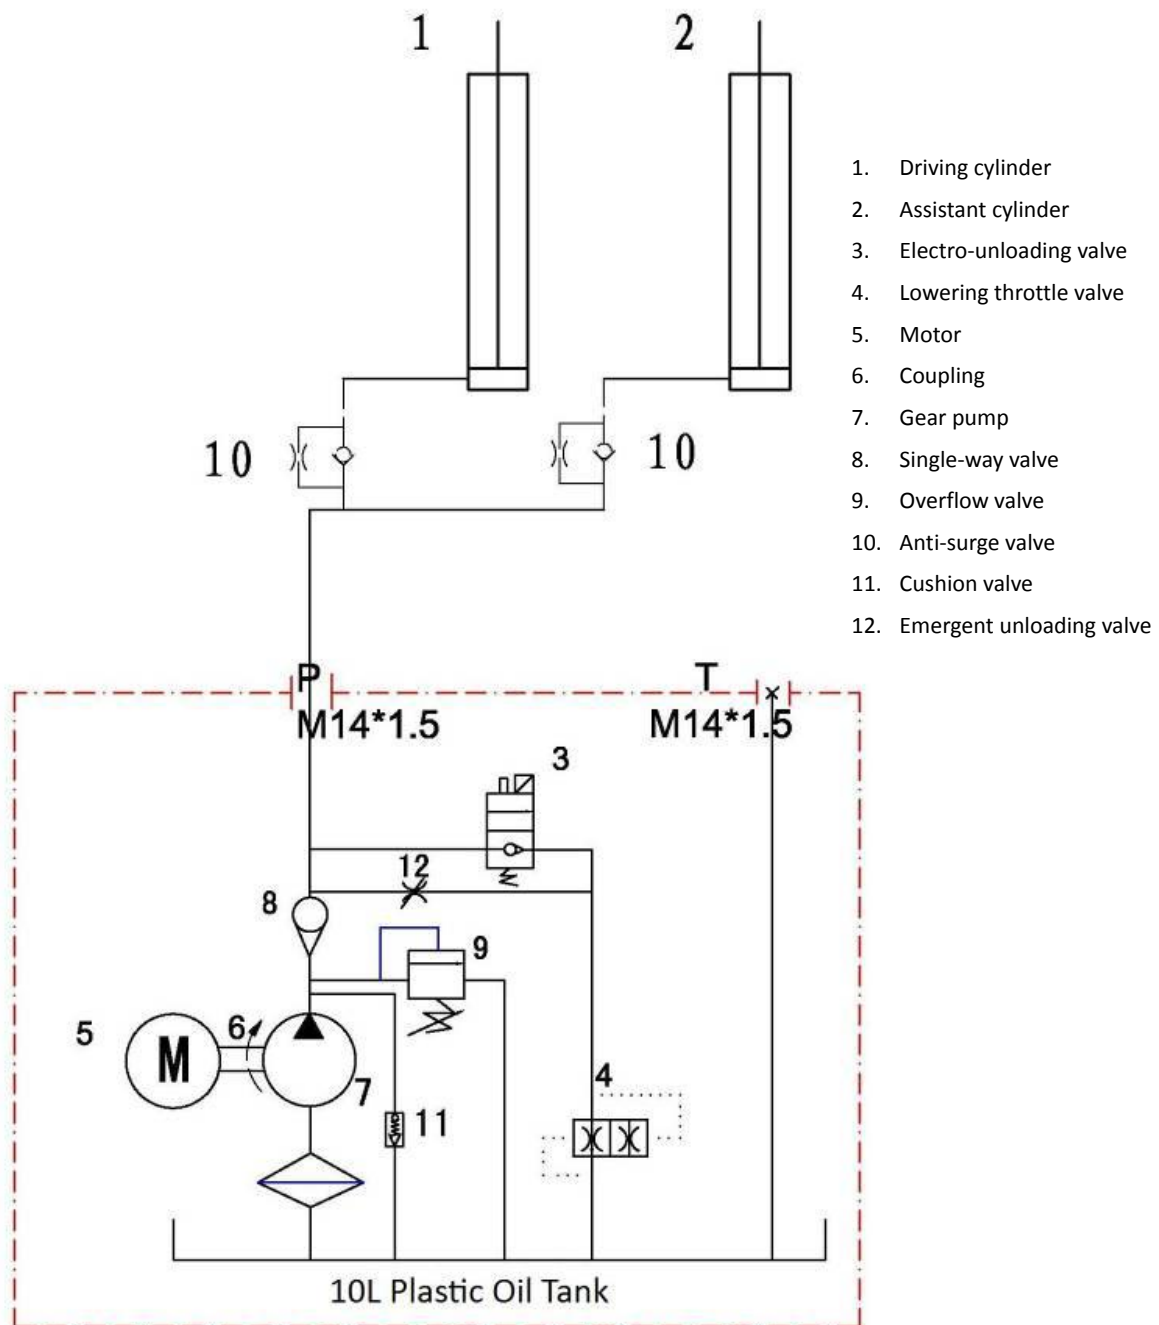 1
2
1. Driving cylinder
2. Assistant cylinder
3. Electro-unloading valve
4. Lowering throttle valve
5. Motor
6. Coupling
7. Gear pump
8. Single-way valve
9. Overflow valve
10. Anti-surge valve
11. Cushion valve
12. Emergent unloading valve
10
10
P
M14*1.5
T
M14*1.5
3
12
8
9
5
M
6
7
4
11
10L Plastic Oil Tank